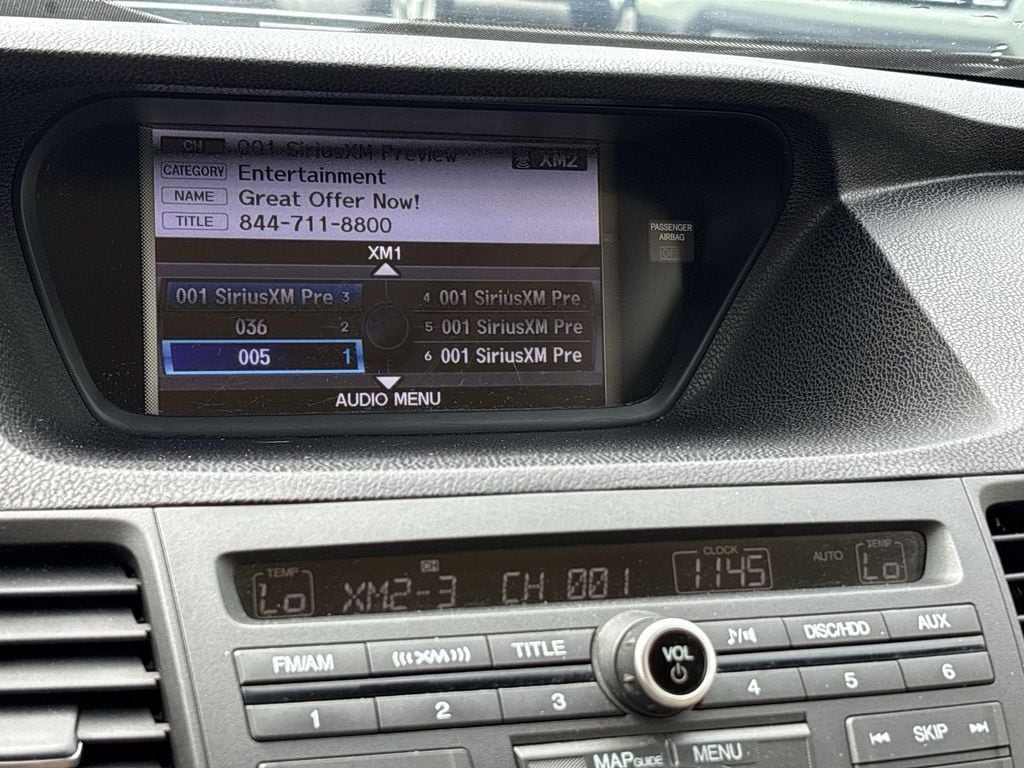 CH 001 SiriusXM Preview XM2
CATEGORY Entertainment
NAME Great Offer Now!
TITLE 844-711-8800
PASSENGER
AIRBAG
OFF
XM1
001 SiriusXM Pre 3 4 001 SiriusXM Pre
036 2 5 001 SiriusXM Pre
005 1 6 001 SiriusXM Pre
AUDIO MENU
TEMP CH CLOCK AUTO TEMP
Lo XM2-3 CH 001 1145 Lo
FM/AM (((XM))) TITLE VOL DISC/HDD AUX
1 2 3 4 5 6
SKIP
MAP GUIDE MENU